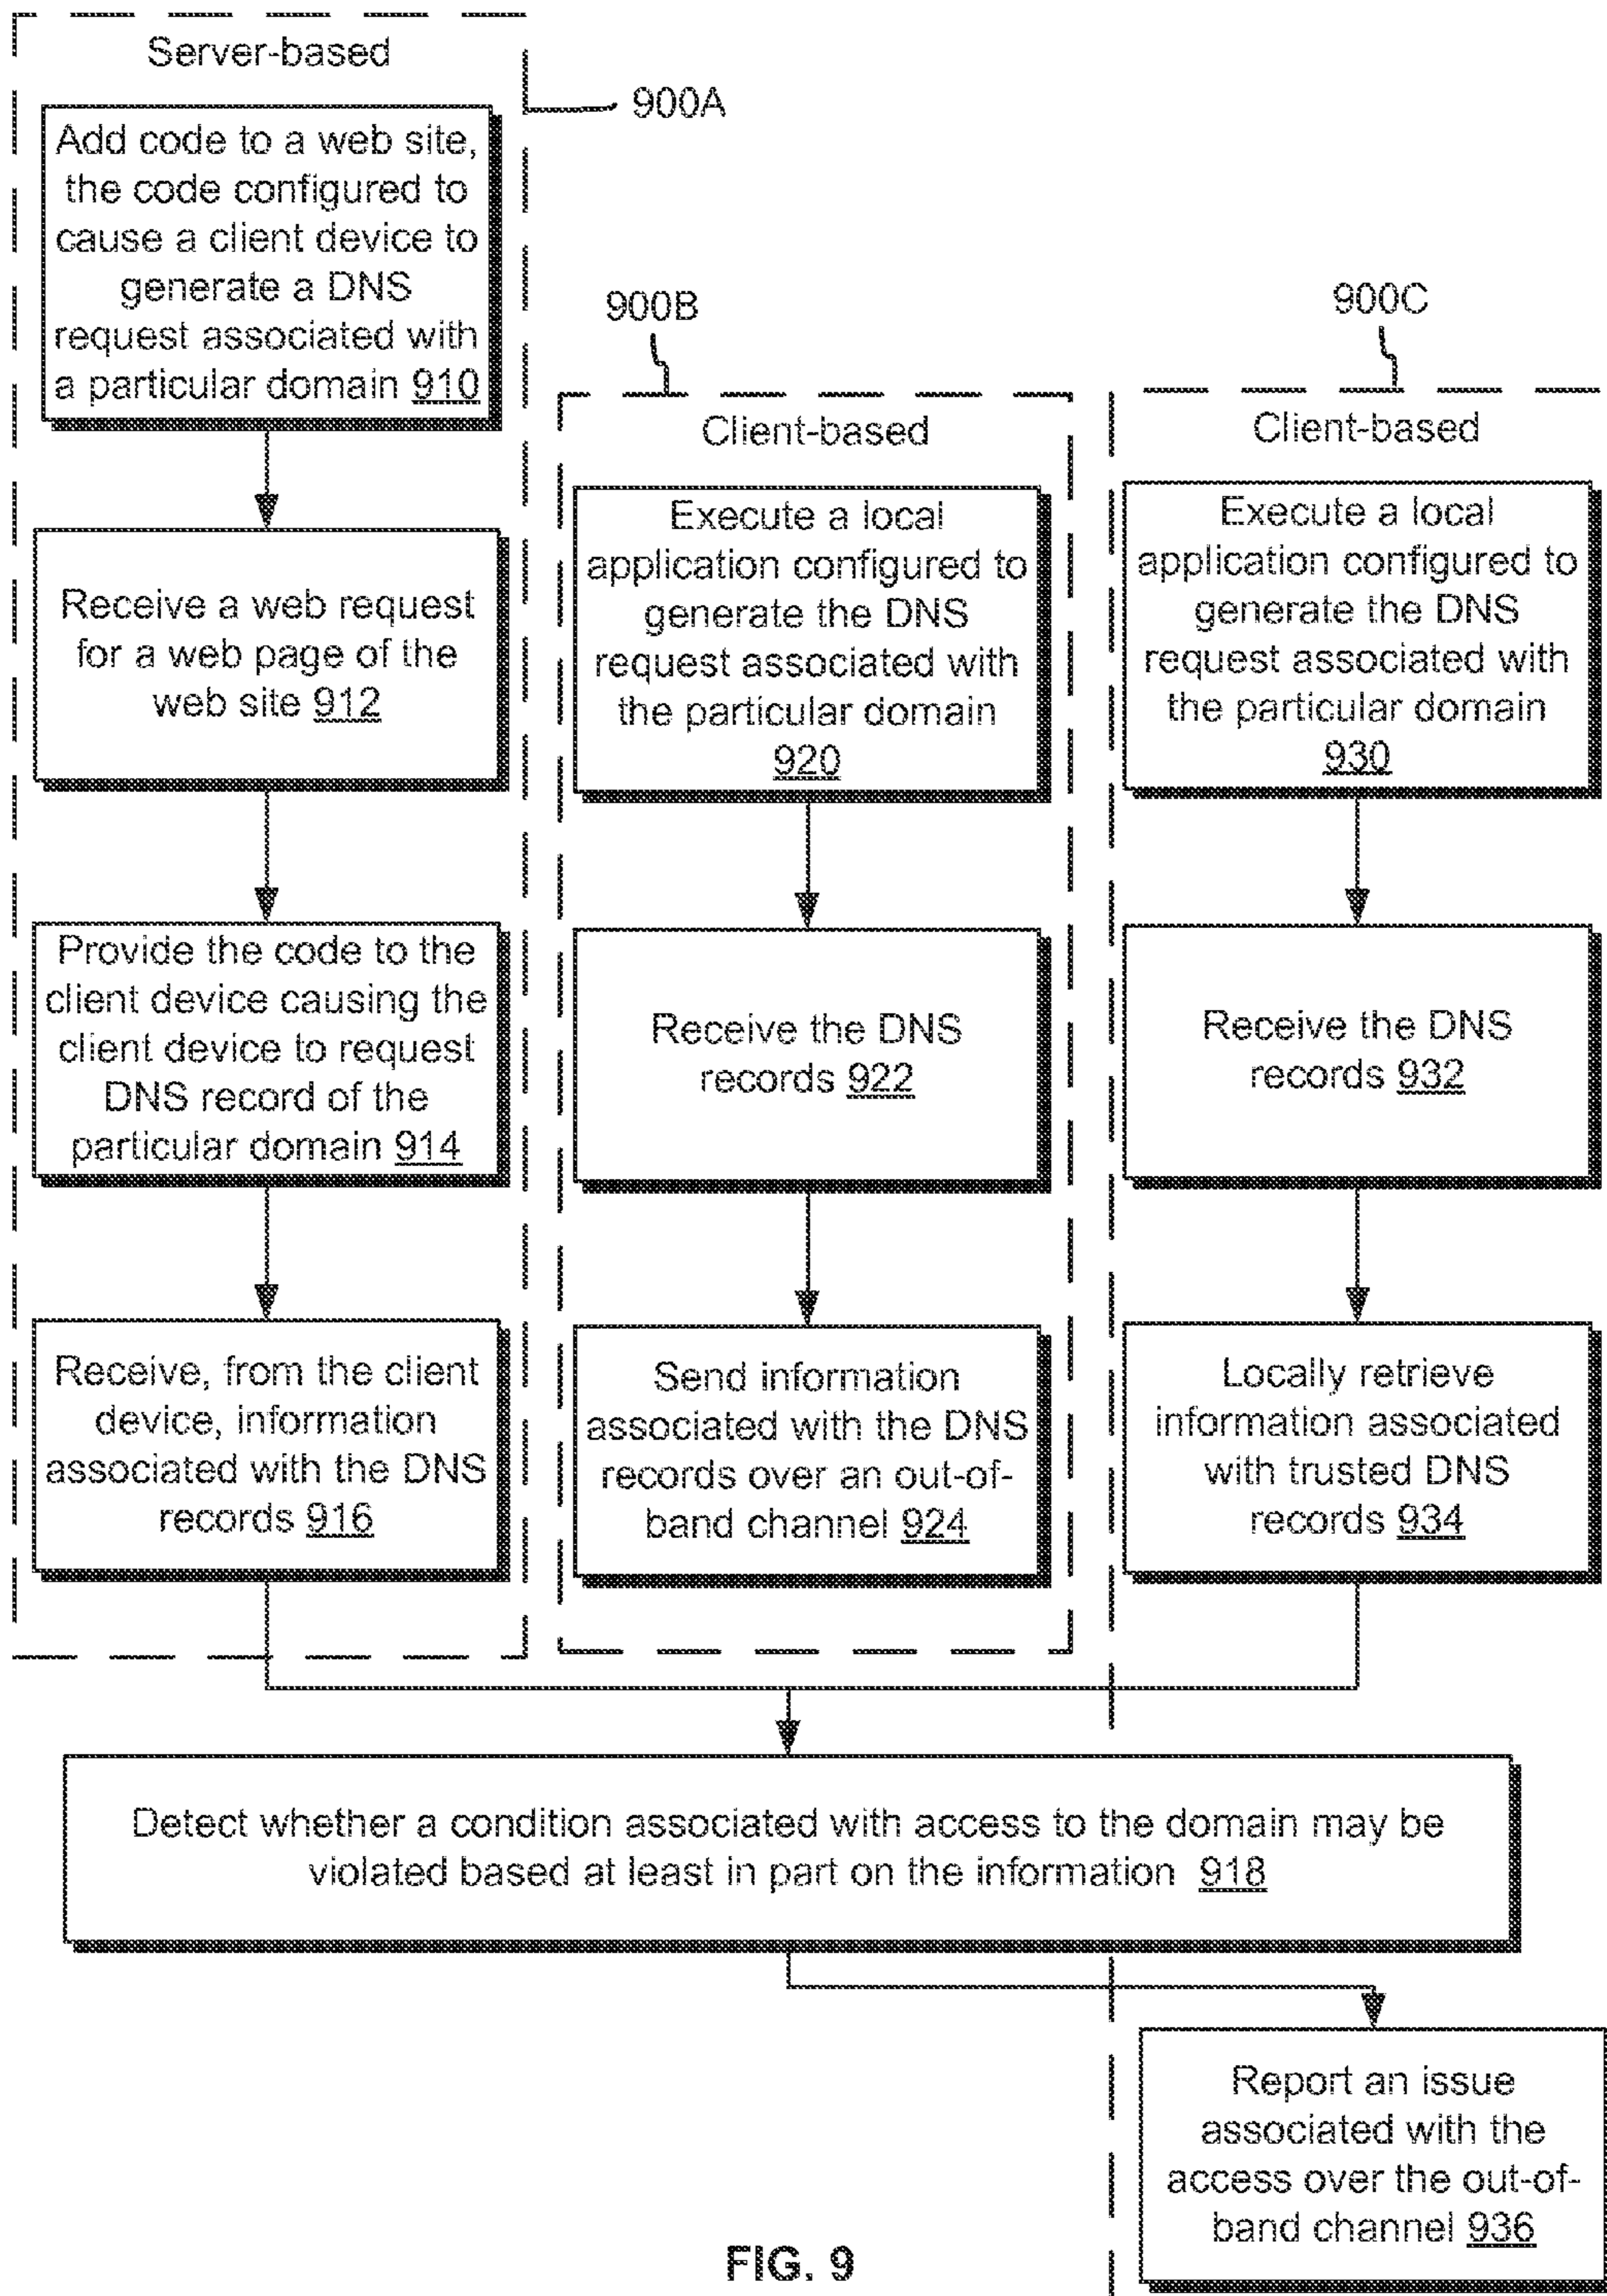 Server-based
900A
Add code to a web site,
the code configured to
cause a client device to
generate a DNS
request associated with
a particular domain 910
Receive a web request
for a web page of the
web site 912
Provide the code to the
client device causing the
client device to request
DNS record of the
particular domain 914
Receive, from the client
device, information
associated with the DNS
records 916
900B
Client-based
Execute a local
application configured to
generate the DNS
request associated with
the particular domain
920
Receive the DNS
records 922
Send information
associated with the DNS
records over an out-of-
band channel 924
900C
Client-based
Execute a local
application configured to
generate the DNS
request associated with
the particular domain
930
Receive the DNS
records 932
Locally retrieve
information associated
with trusted DNS
records 934
Detect whether a condition associated with access to the domain may be
violated based at least in part on the information 918
Report an issue
associated with the
access over the out-of-
band channel 936
FIG. 9